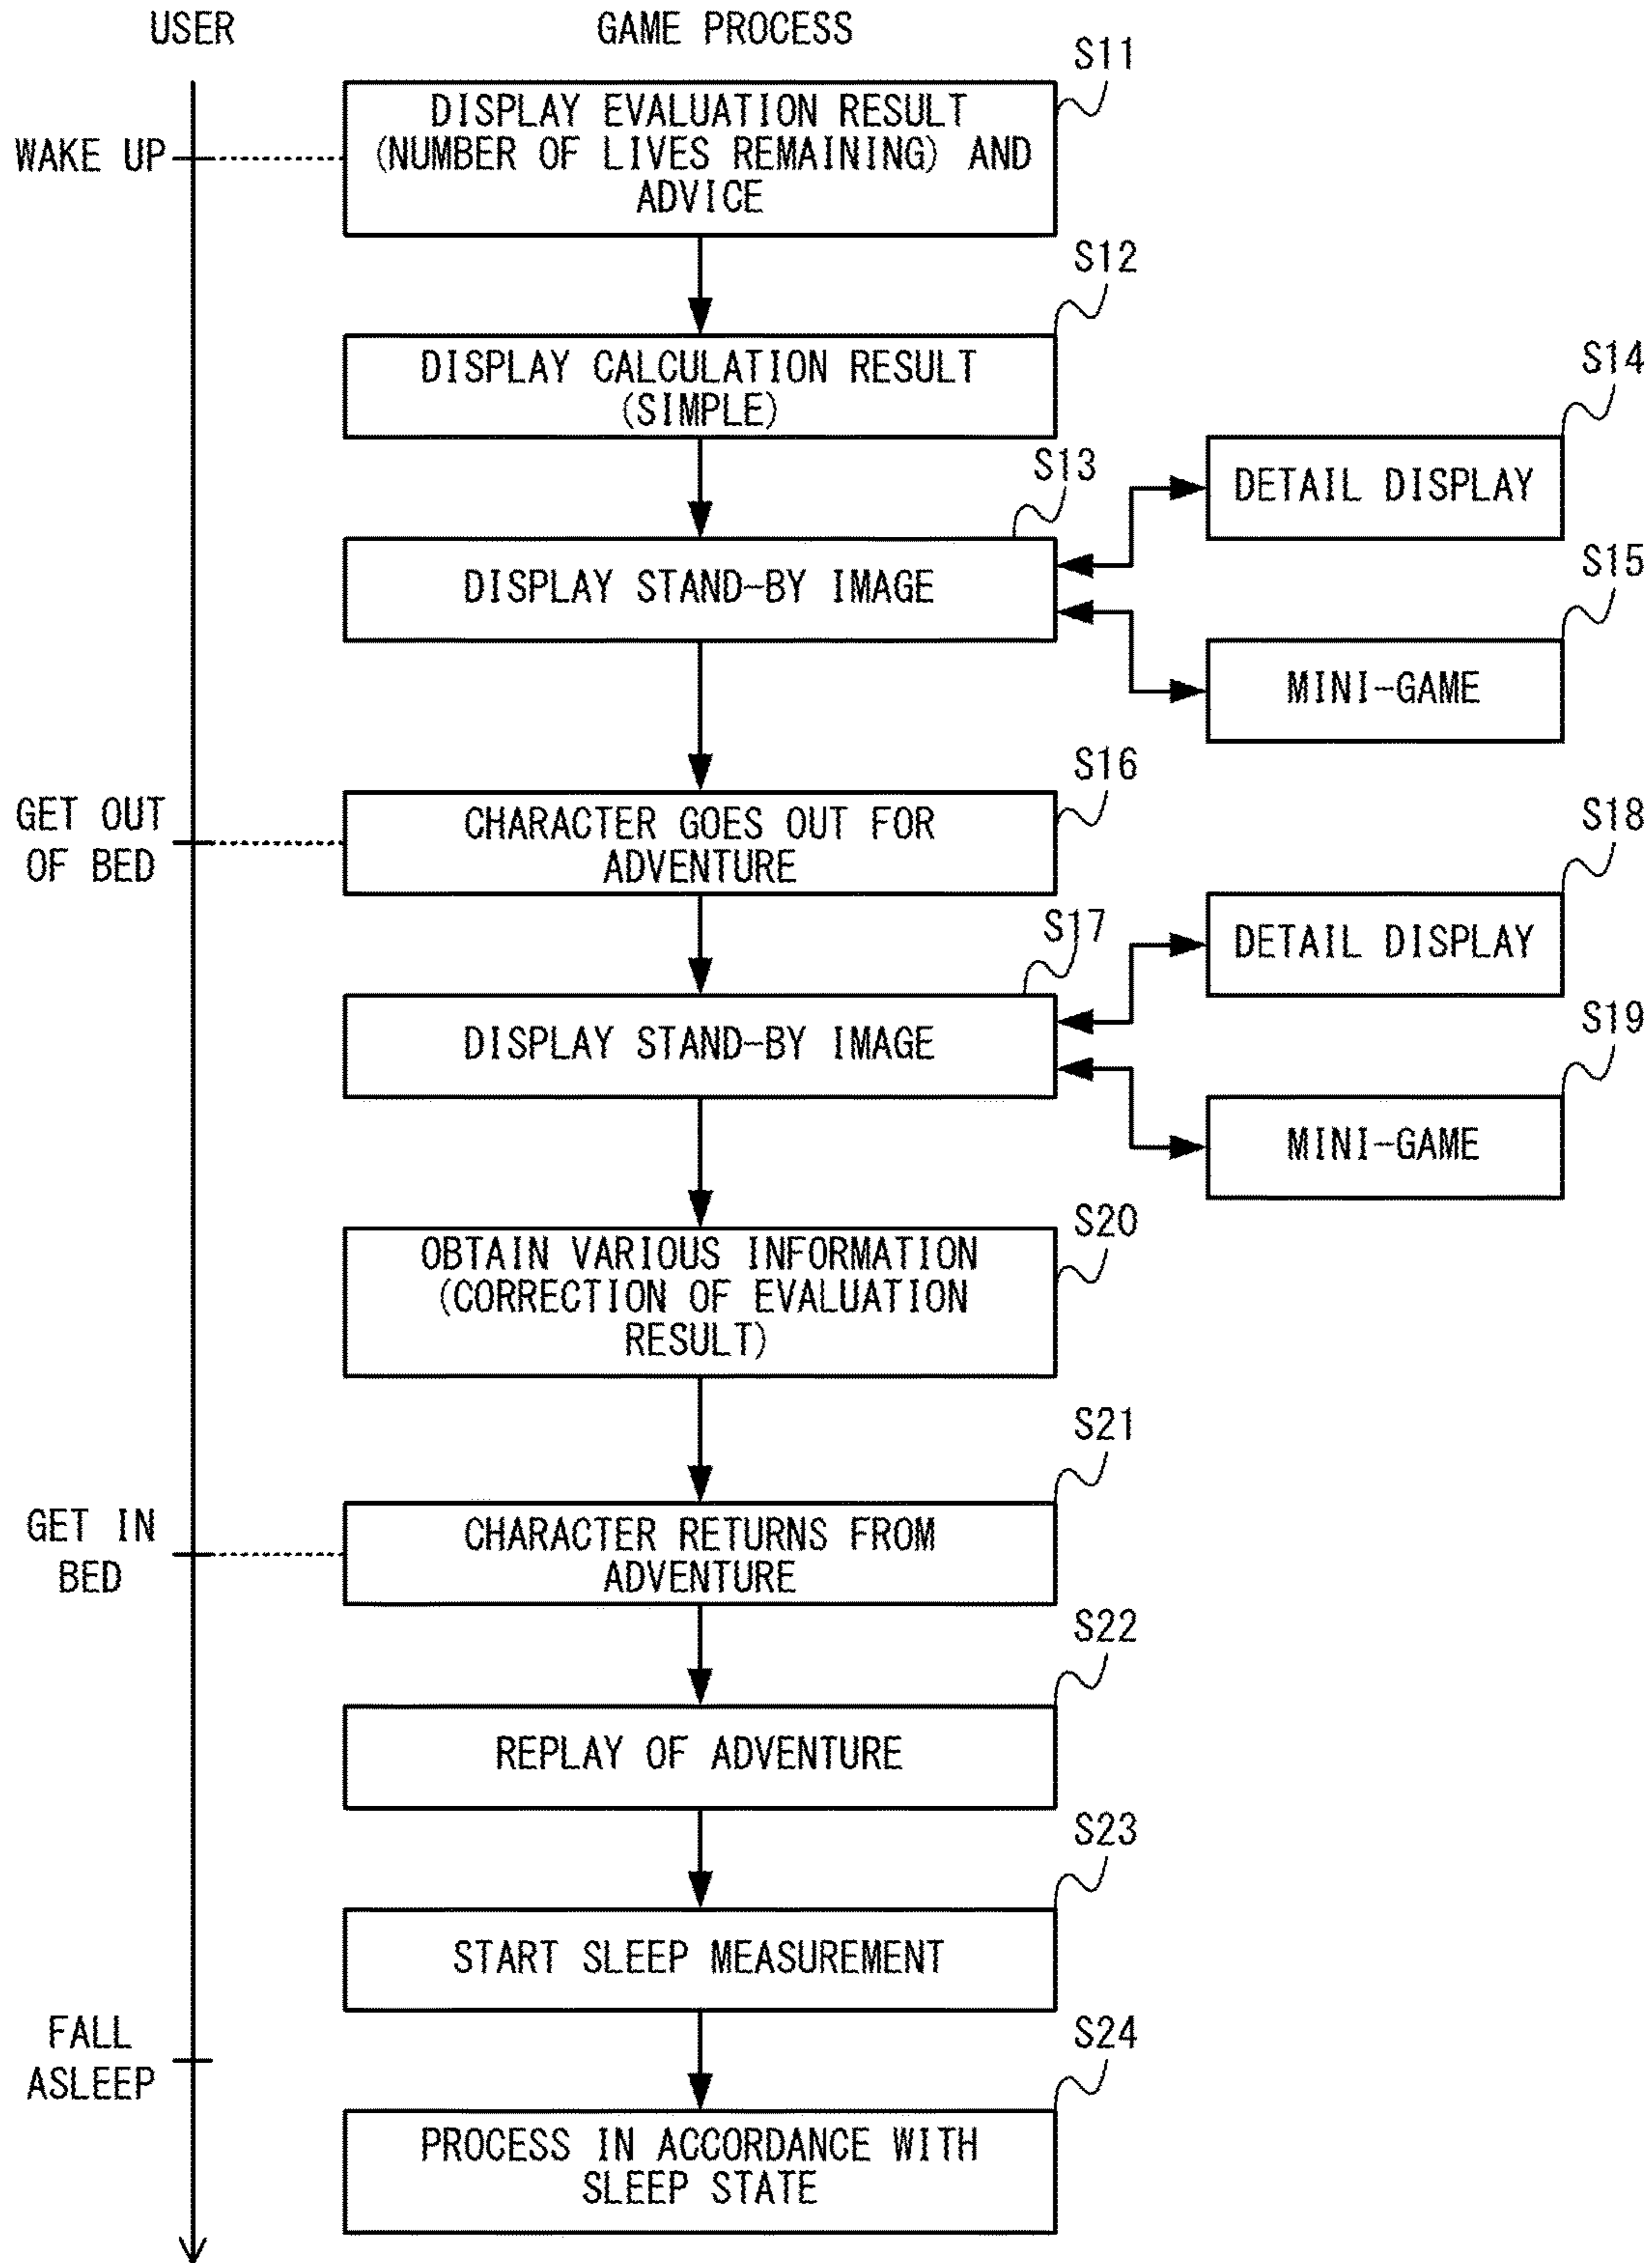 USER
GAME PROCESS
S11
DISPLAY EVALUATION RESULT
(NUMBER OF LIVES REMAINING) AND
ADVICE
WAKE UP
S12
DISPLAY CALCULATION RESULT
(SIMPLE)
S14
DETAIL DISPLAY
S13
DISPLAY STAND-BY IMAGE
S15
MINI-GAME
S16
CHARACTER GOES OUT FOR
ADVENTURE
GET OUT
OF BED
S18
DETAIL DISPLAY
S17
DISPLAY STAND-BY IMAGE
S19
MINI-GAME
S20
OBTAIN VARIOUS INFORMATION
(CORRECTION OF EVALUATION
RESULT)
S21
CHARACTER RETURNS FROM
ADVENTURE
GET IN
BED
S22
REPLAY OF ADVENTURE
S23
START SLEEP MEASUREMENT
FALL
ASLEEP
S24
PROCESS IN ACCORDANCE WITH
SLEEP STATE